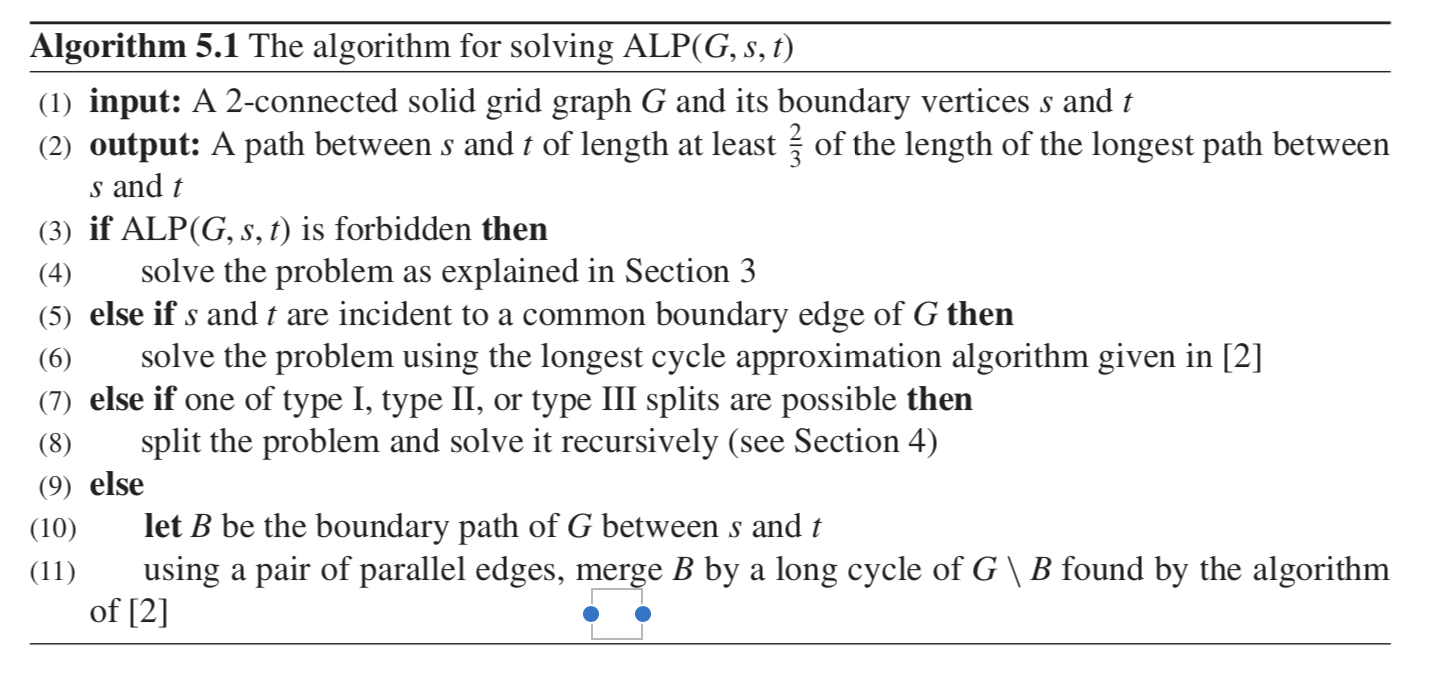 Algorithm 5.1 The algorithm for solving ALP(G, s, t)
(1) input: A 2-connected solid grid graph G and its boundary vertices s and t
(2) output: A path between s and t of length at least 2/3 of the length of the longest path between
s and t
(3) if ALP(G, s, t) is forbidden then
(4) solve the problem as explained in Section 3
(5) else if s and t are incident to a common boundary edge of G then
(6) solve the problem using the longest cycle approximation algorithm given in [2]
(7) else if one of type I, type II, or type III splits are possible then
(8) split the problem and solve it recursively (see Section 4)
(9) else
(10) let B be the boundary path of G between s and t
(11) using a pair of parallel edges, merge B by a long cycle of G \ B found by the algorithm
of [2]